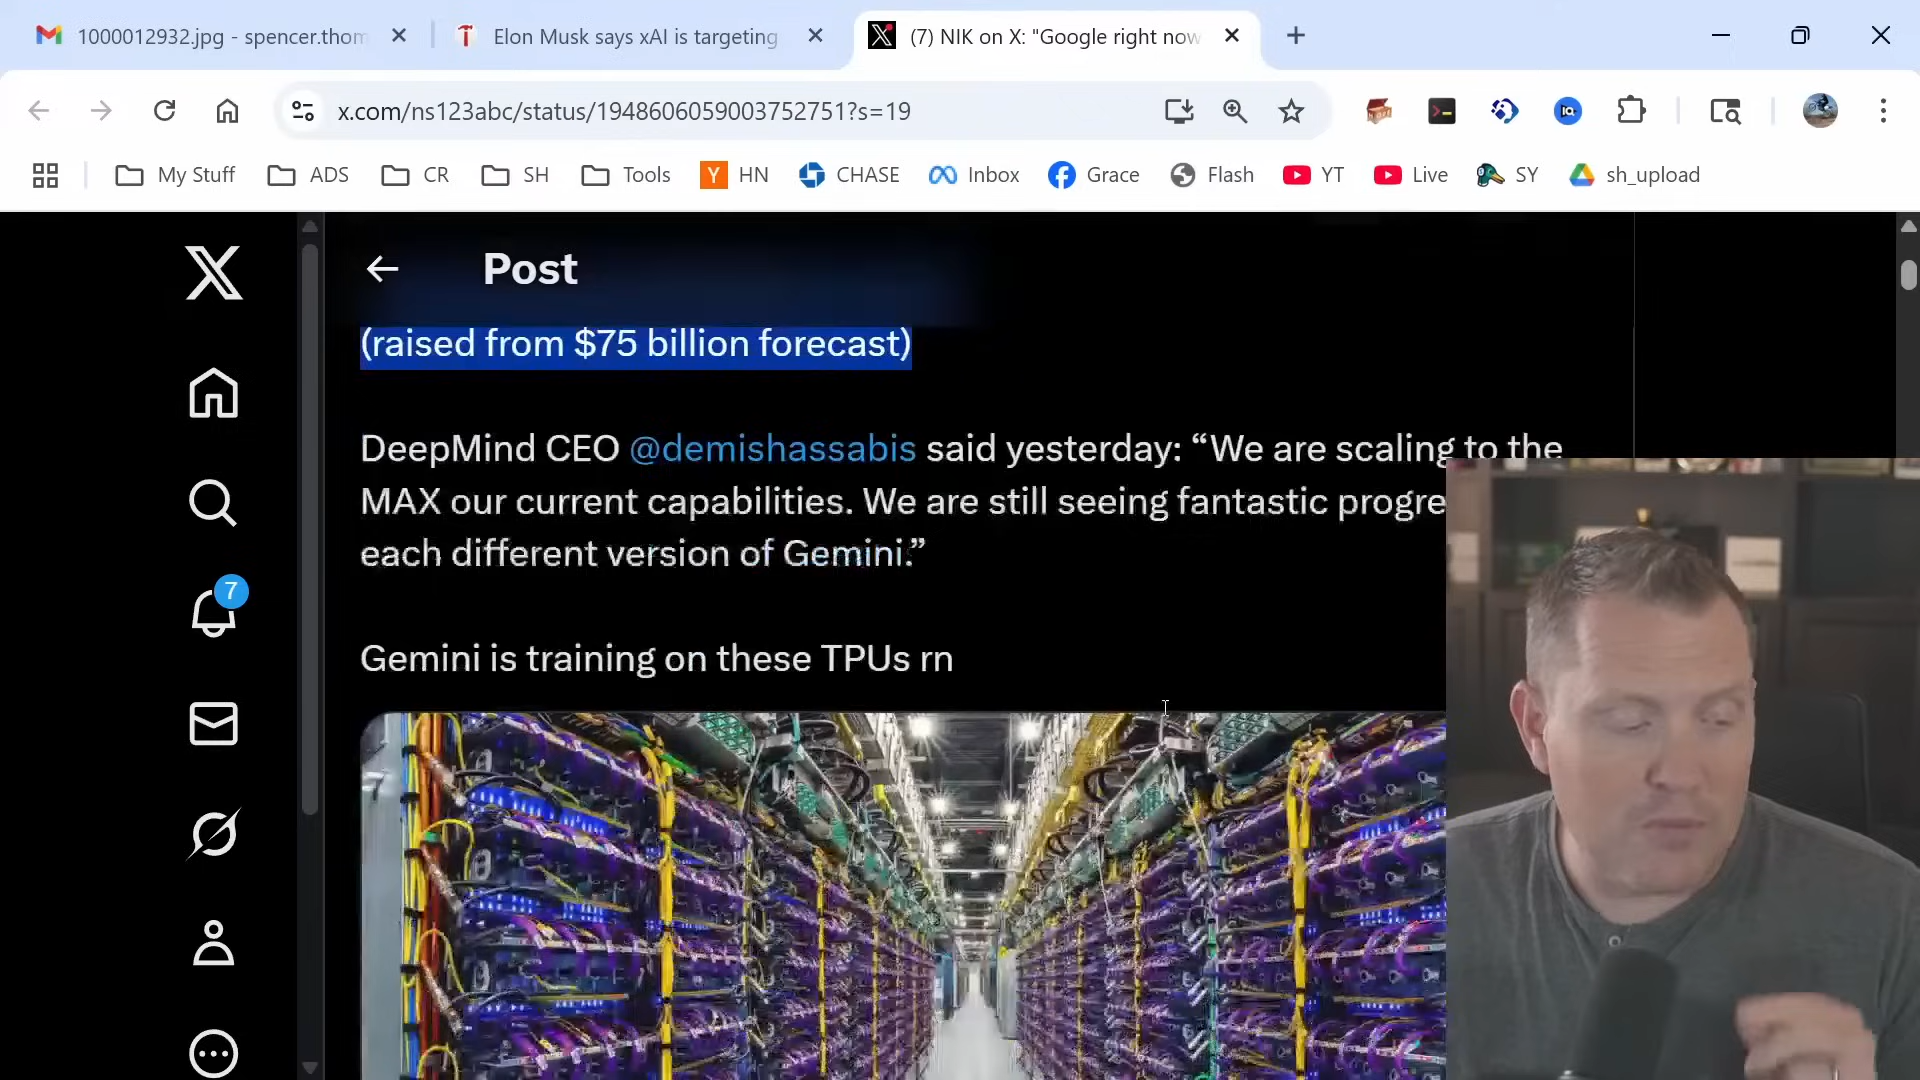 1000012932.jpg - spencer.thom
Elon Musk says xAI is targeting
(7) NIK on X: "Google right now
x.com/ns123abc/status/1948606059003752751?s=19
My Stuff
ADS
CR
SH
Tools
HN
CHASE
Inbox
Grace
Flash
YT
Live
SY
sh_upload
Post
(raised from $75 billion forecast)
DeepMind CEO @demishassabis said yesterday: “We are scaling to the
MAX our current capabilities. We are still seeing fantastic progre
each different version of Gemini.”
7
Gemini is training on these TPUs rn